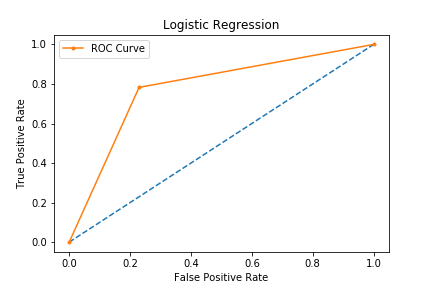 Logistic Regression
ROC Curve
True Positive Rate
1.0
0.8
0.6
0.4
0.2
0.0
0.0 0.2 0.4 0.6 0.8 1.0
False Positive Rate